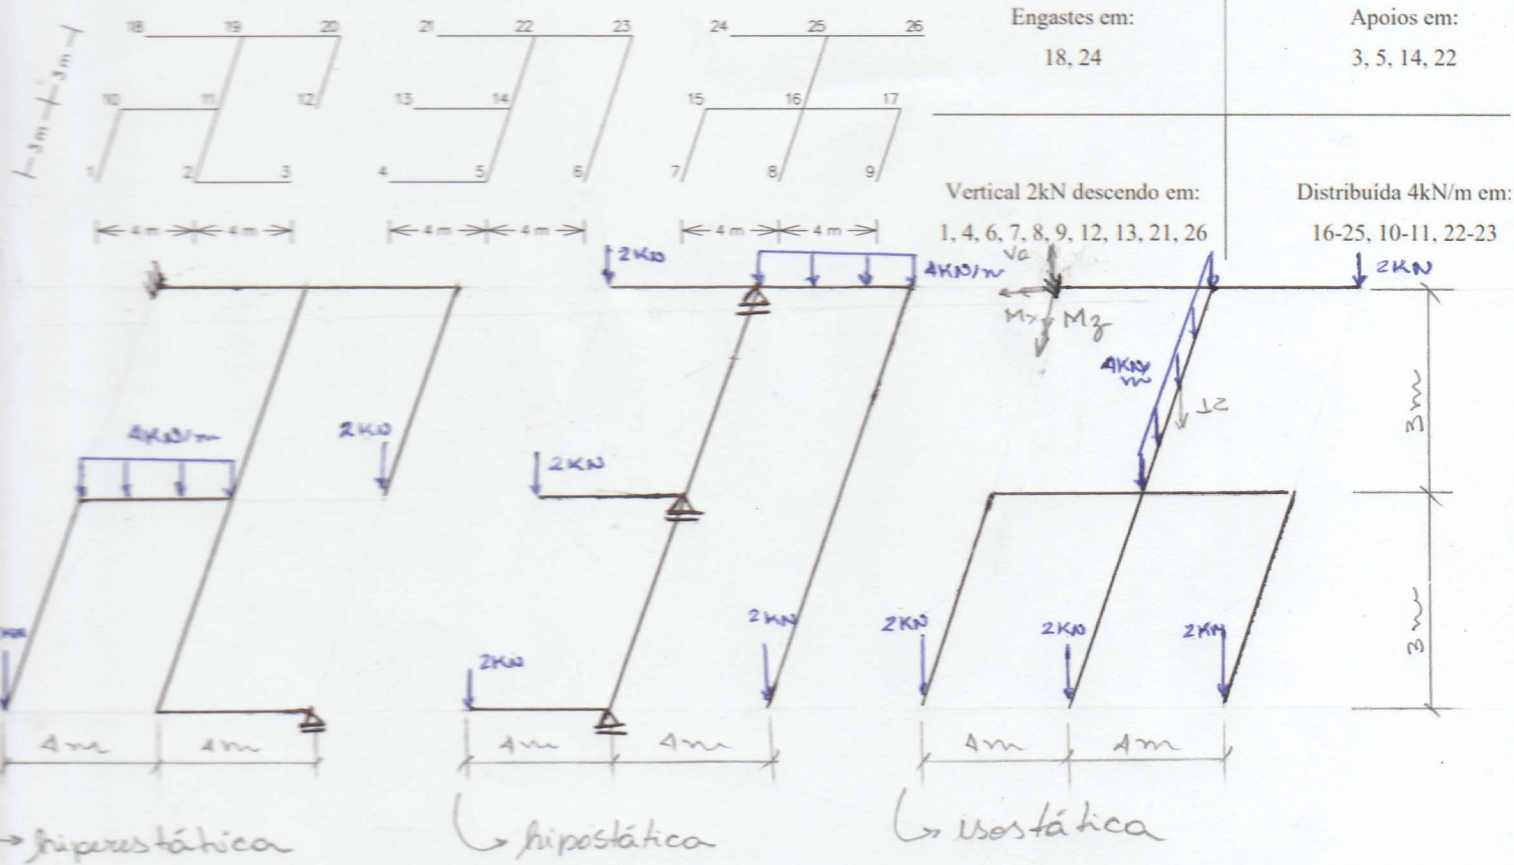 18 19 20 21 22 23 24 25 26
Engastes em:
Apoios em:
18, 24
3, 5, 14, 22
10 11 12 13 14 15 16 17
3m 3m
1 2 3 4 5 6 7 8 9
Vertical 2kN descendo em:
Distribuida 4kN/m em:
1, 4, 6, 7, 8, 9, 12, 13, 21, 26
16-25, 10-11, 22-23
4 m 4 m 4 m 4 m 4 m 4 m
2KN
4KN/m
Va
2KN
Mx Mz
4KN/m
12
3m
4KN/m
2KN
2KN
2KN
2KN
2KN
2KN
2KN
2KN
3m
4m 4m 4m 4m 4m 4m
hiperestática
hipostática
isostática